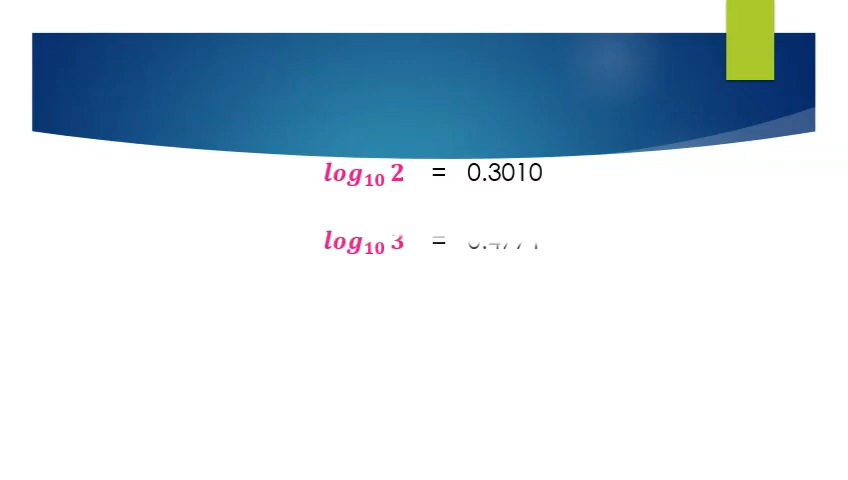 log₁₀ 2 = 0.3010
log₁₀ 3 =